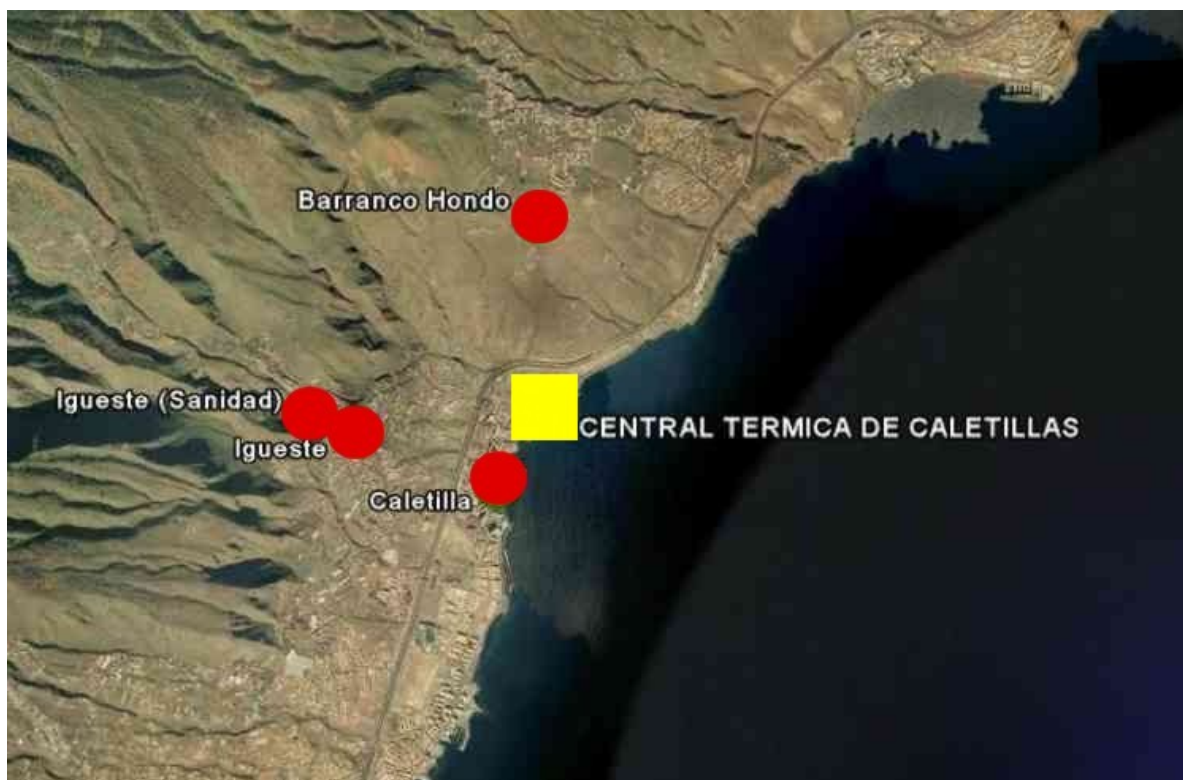 Barranco Hondo
Igueste (Sanidad)
Igueste
CENTRAL TERMICA DE CALETILLAS
Caletilla